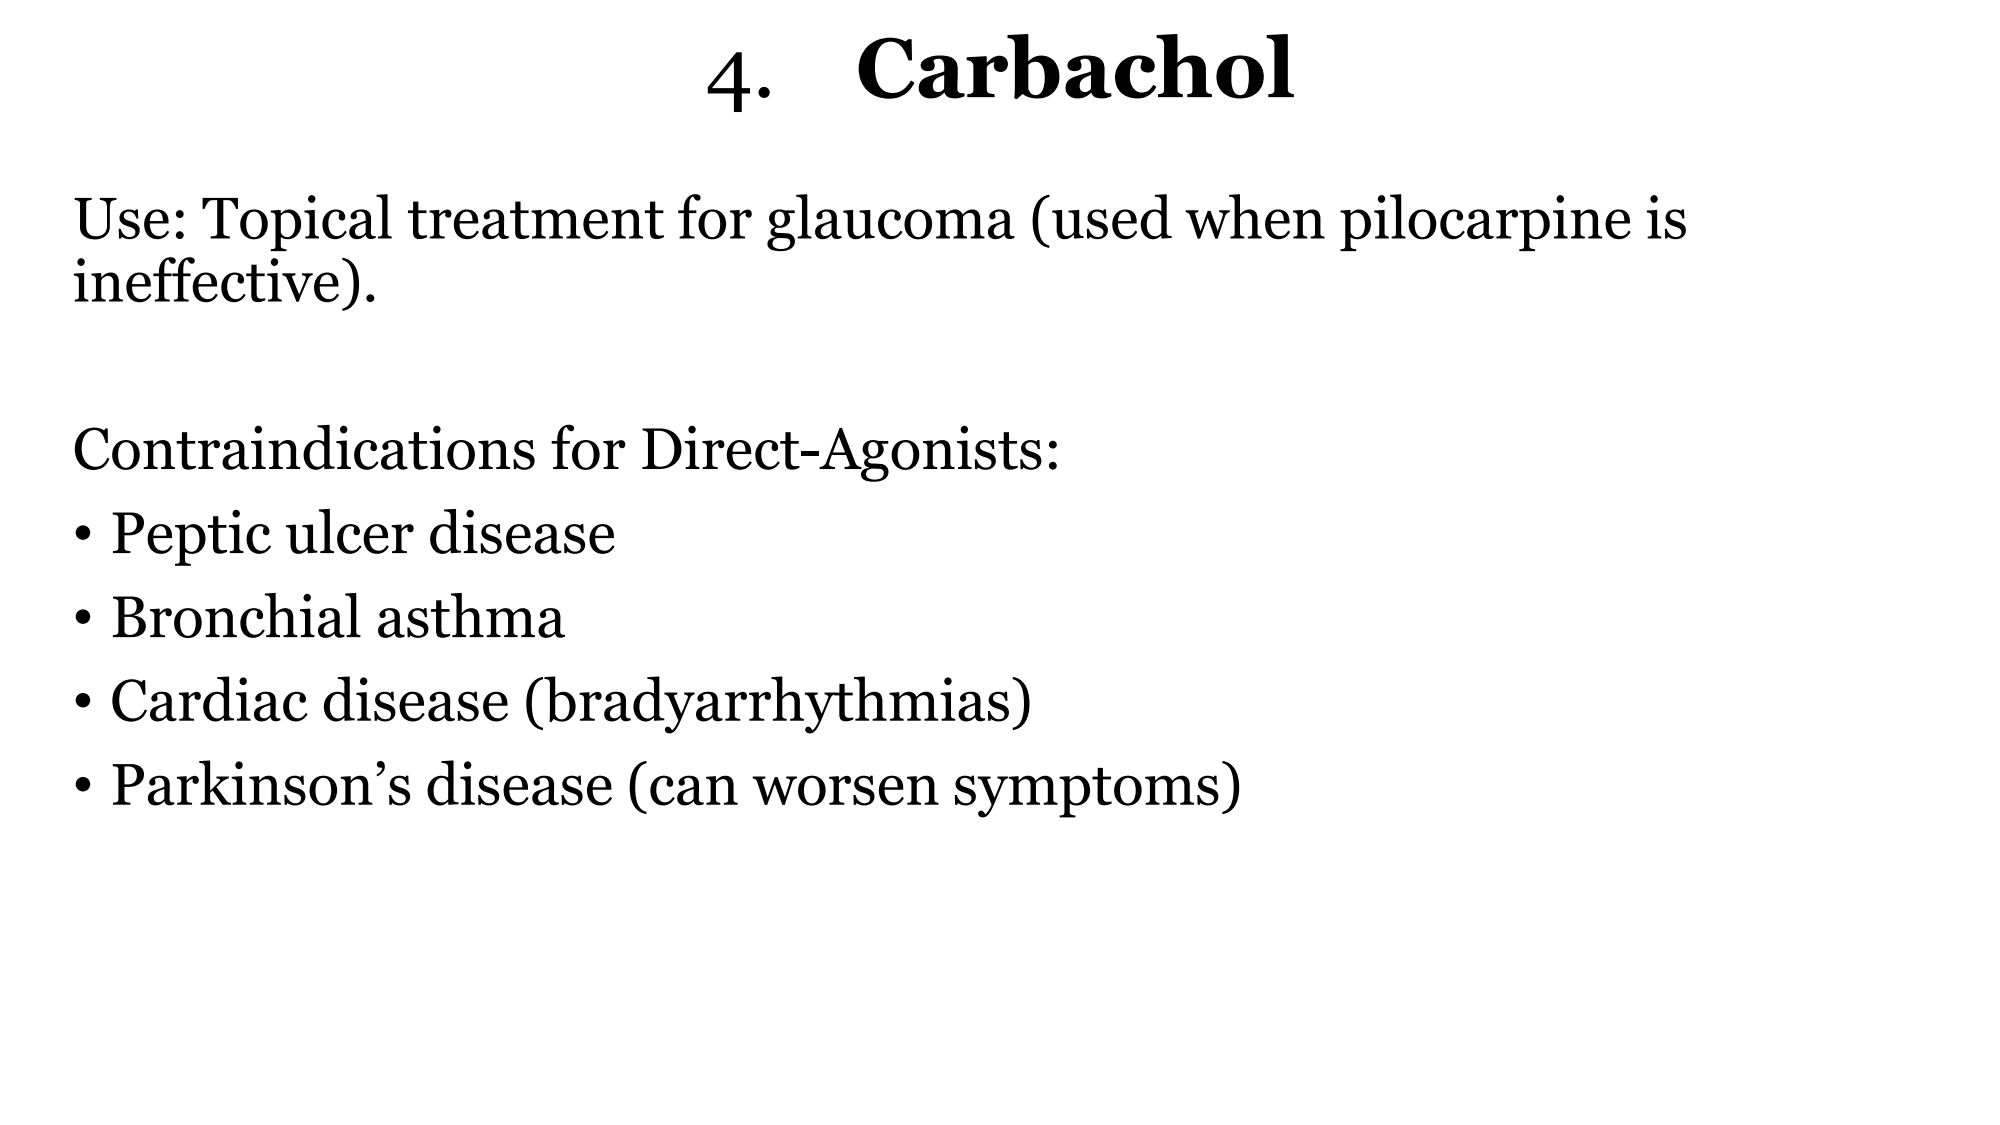 4. Carbachol
Use: Topical treatment for glaucoma (used when pilocarpine is
ineffective).
Contraindications for Direct-Agonists:
• Peptic ulcer disease
• Bronchial asthma
• Cardiac disease (bradyarrhythmias)
• Parkinson’s disease (can worsen symptoms)